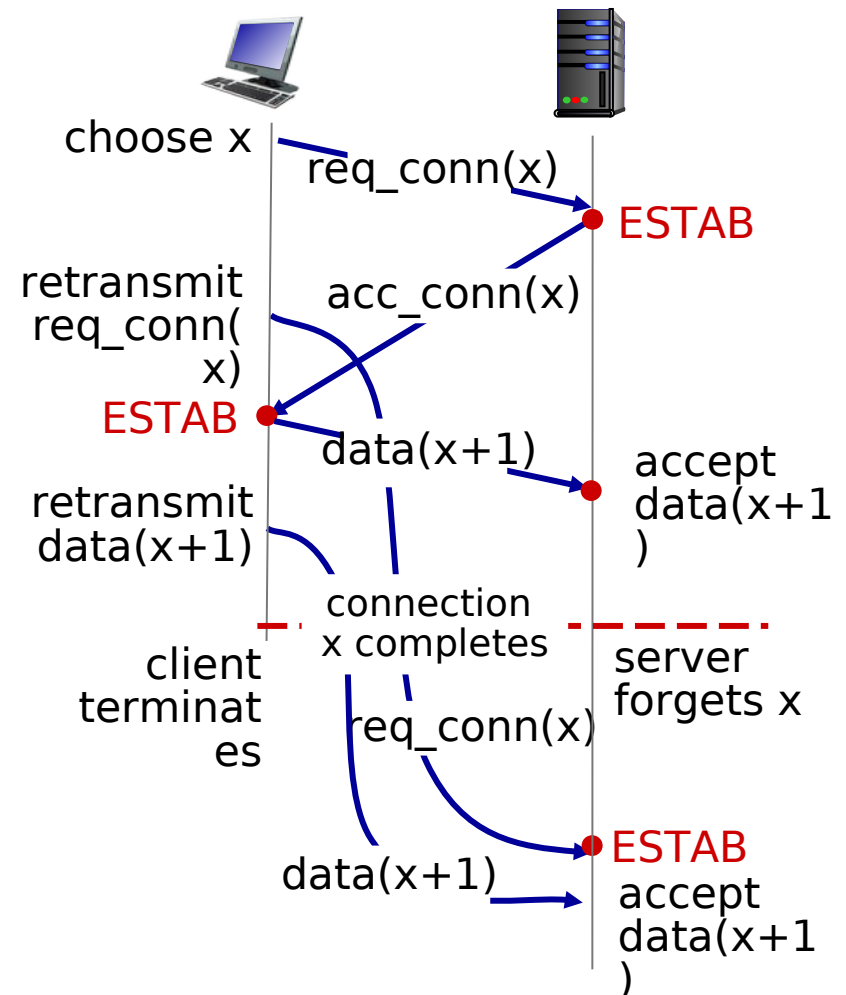 choose x
req_conn(x)
ESTAB
retransmit
req_conn(
x)
acc_conn(x)
ESTAB
data(x+1)
accept
data(x+1
)
retransmit
data(x+1)
connection
x completes
client
terminat
es
server
forgets x
req_conn(x)
ESTAB
data(x+1)
accept
data(x+1
)